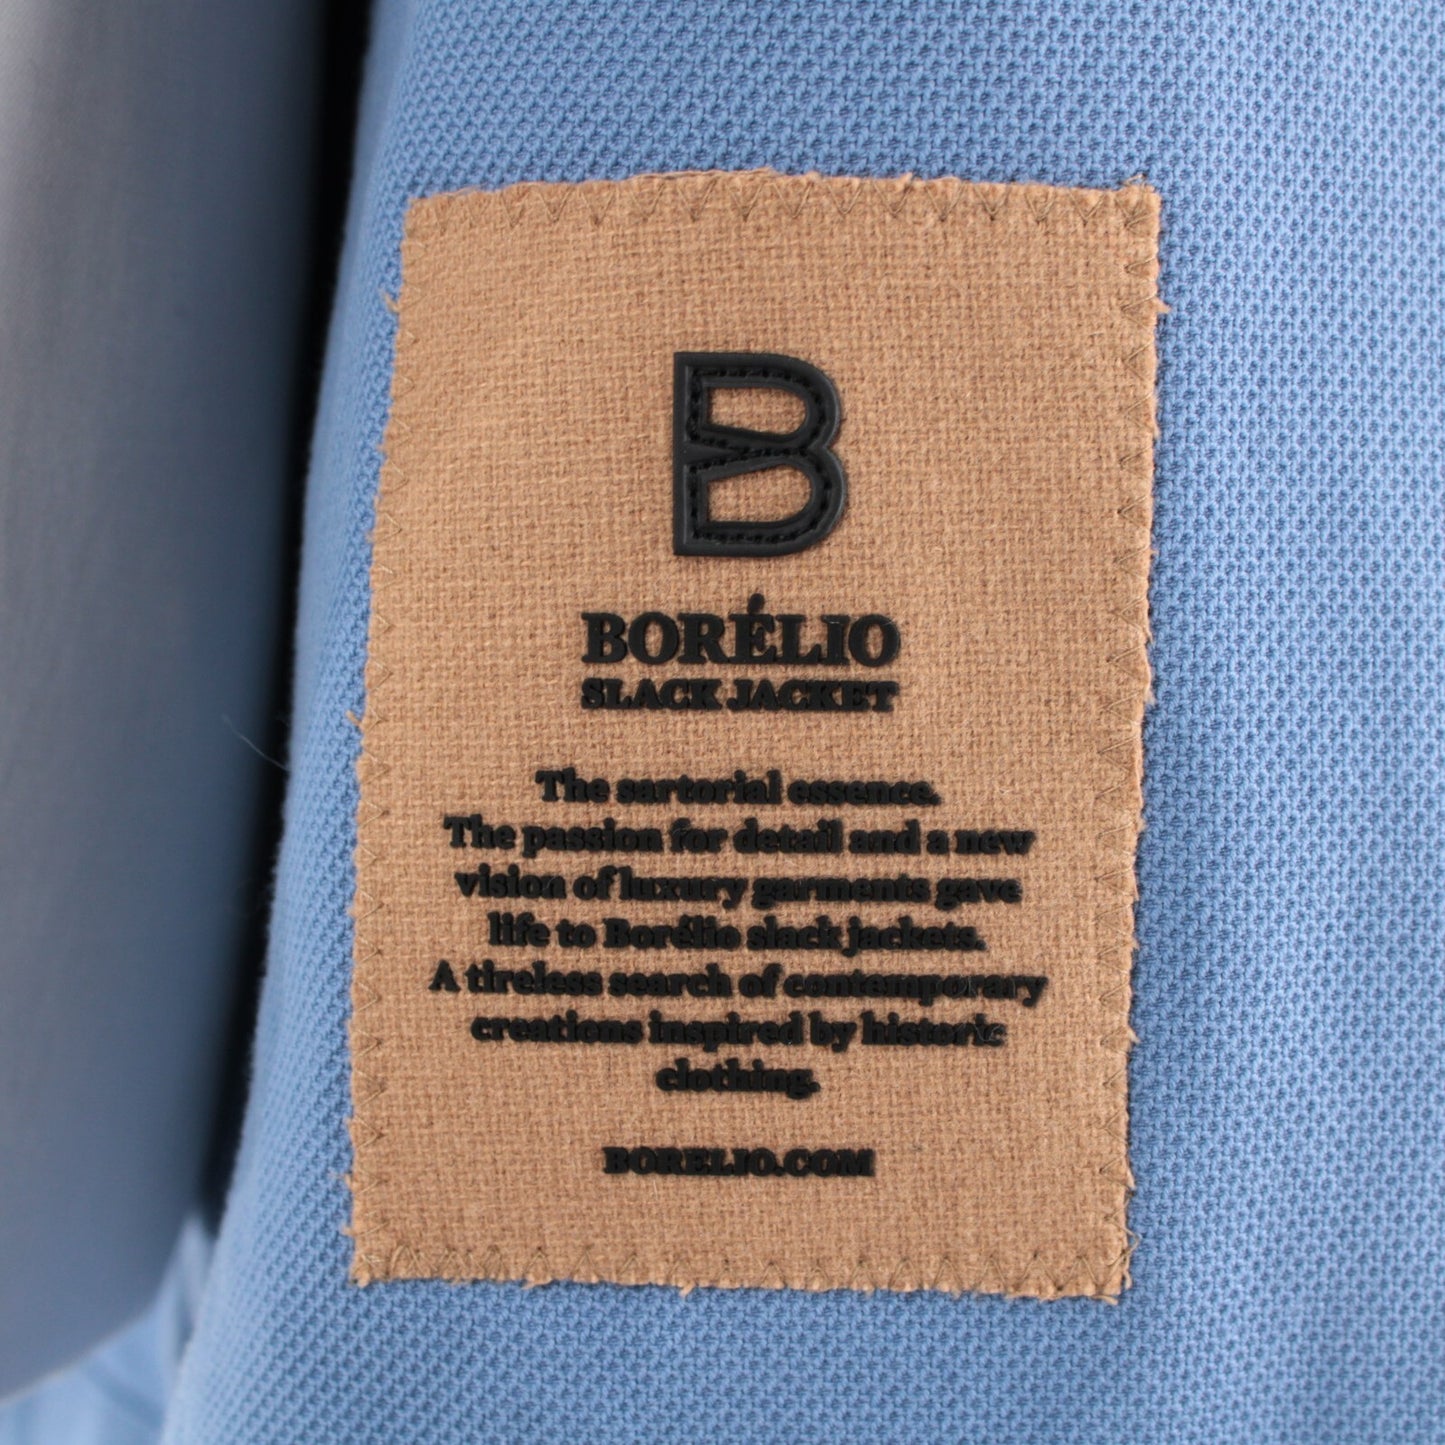 B
BORÉLIO
SLACK JACKET
The sartorial essence.
The passion for detail and a new
vision of luxury garments gave
life to Borélio slack jackets.
A tireless search of contemporary
creations inspired by historic
clothing.
BORELIO.COM